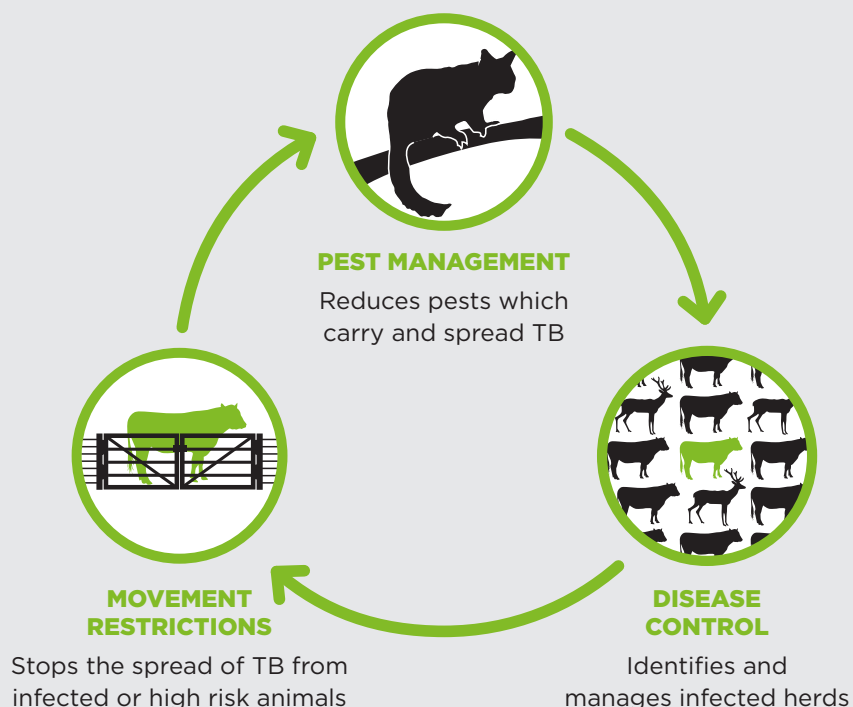 PEST MANAGEMENT
Reduces pests which
carry and spread TB
MOVEMENT
RESTRICTIONS
Stops the spread of TB from
infected or high risk animals
DISEASE
CONTROL
Identifies and
manages infected herds